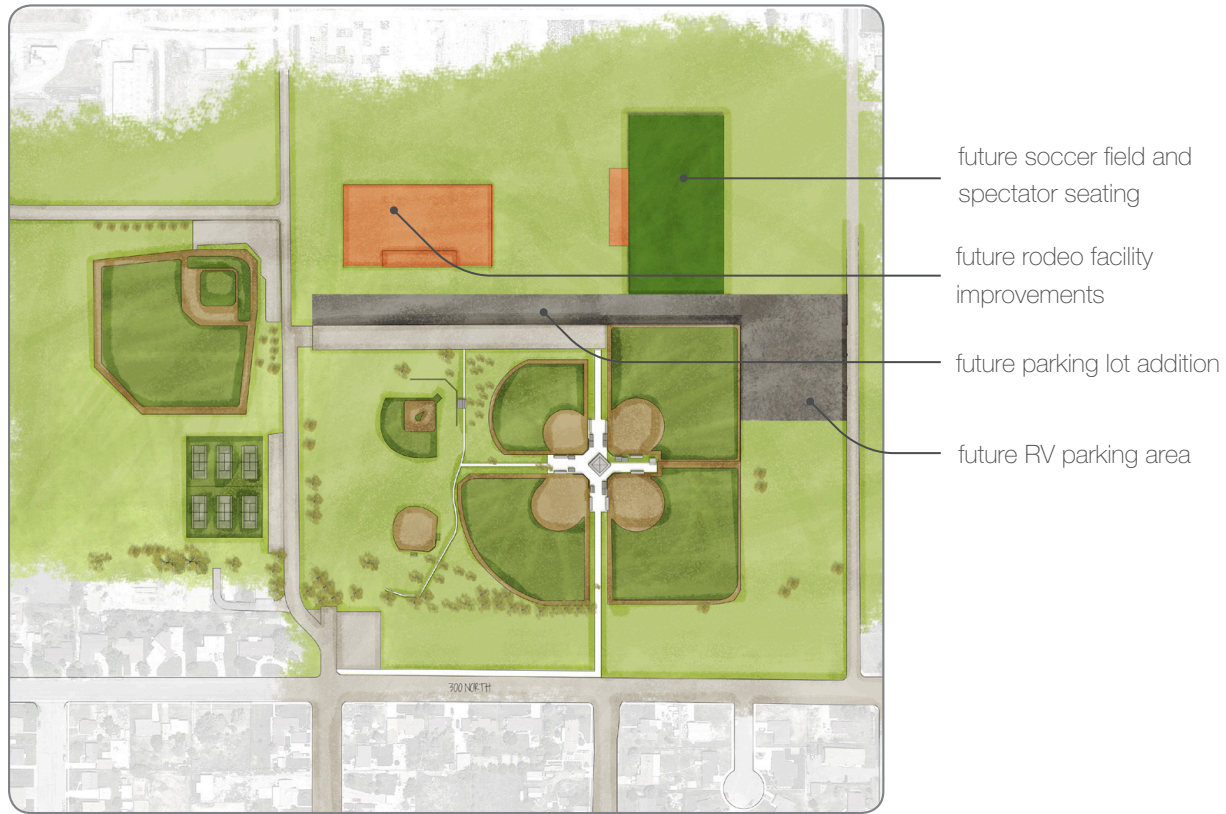 future soccer field and
spectator seating
future rodeo facility
improvements
future parking lot addition
future RV parking area
300 NORTH